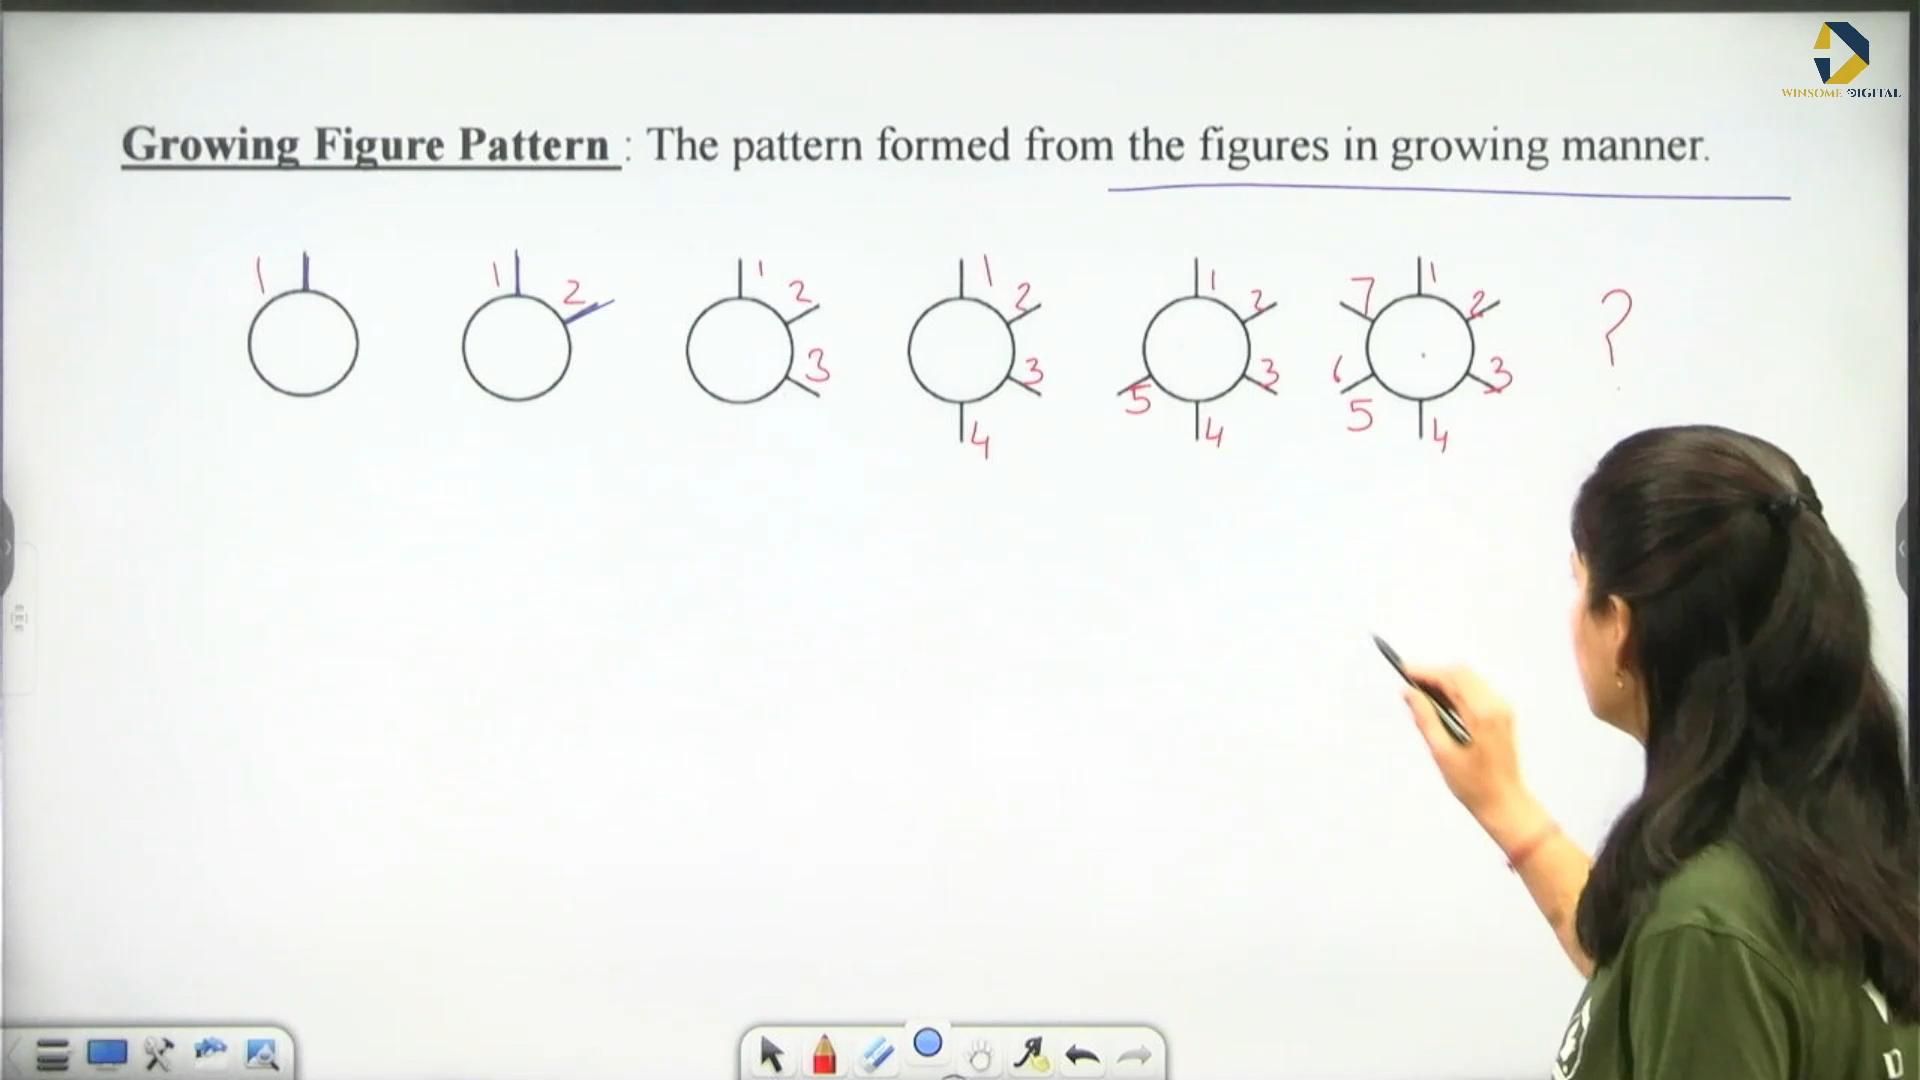 WINSOME DIGITAL
Growing Figure Pattern : The pattern formed from the figures in growing manner.
1 1 2 1 2 3 1 2 3 4 1 2 3 4 5 1 2 3 4 5 6 7 ?